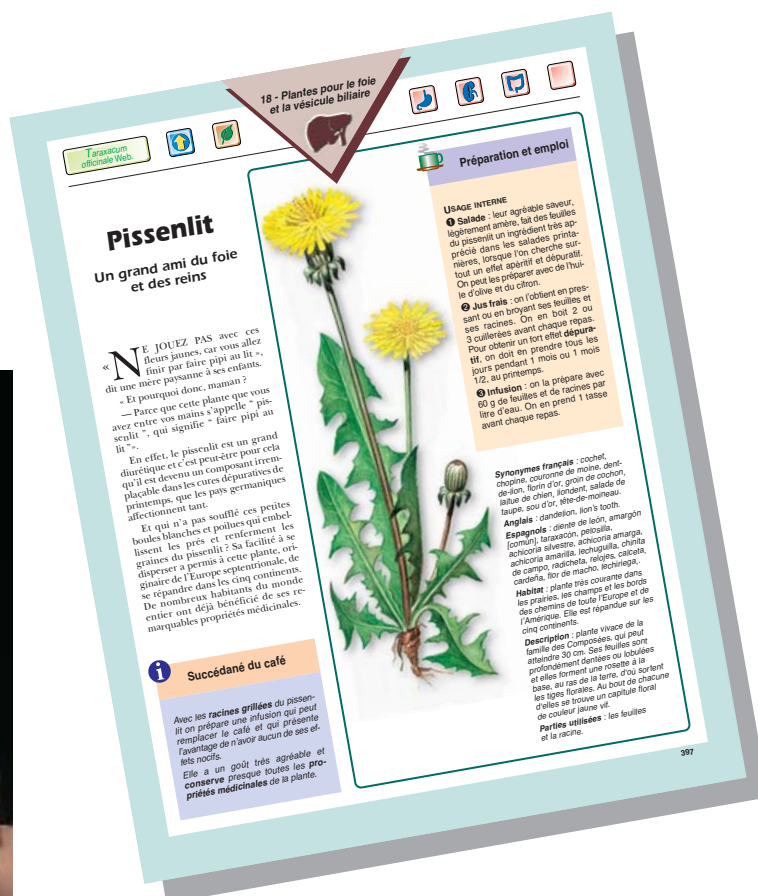 18 - Plantes pour le foie
et la vésicule biliaire
Taraxacum
officinale Web.
Pissenlit
Un grand ami du foie
et des reins
« NE JOUEZ PAS avec ces
fleurs jaunes, car vous allez
finir par faire pipi au lit »,
dit une mère paysanne à ses enfants.
« Et pourquoi donc, maman ?
— Parce que cette plante que vous
avez entre vos mains s'appelle " pis-
senlit ", qui signifie " faire pipi au
lit "».
En effet, le pissenlit est un grand
diurétique et c'est peut-être pour cela
qu'il est devenu un composant irrem-
plaçable dans les cures dépuratives de
printemps, que les pays germaniques
affectionnent tant.
Et qui n'a pas soufflé ces petites
boules blanches et poilues qui embel-
lissent les prés et renferment les
graines du pissenlit ? Sa facilité à se
disperser a permis à cette plante, ori-
ginaire de l'Europe septentrionale, de
se répandre dans les cinq continents.
De nombreux habitants du monde
entier ont déjà bénéficié de ses re-
marquables propriétés médicinales.
i
Succédané du café
Avec les racines grillées du pissen-
lit on prépare une infusion qui peut
remplacer le café et qui présente
l'avantage de n'avoir aucun de ses ef-
fets nocifs.
Elle a un goût très agréable et
conserve presque toutes les pro-
priétés médicinales de la plante.
Préparation et emploi
USAGE INTERNE
❶ Salade : leur agréable saveur,
légèrement amère, fait des feuilles
du pissenlit un ingrédient très ap-
précié dans les salades printa-
nières, lorsque l'on cherche sur-
tout un effet apéritif et dépuratif.
On peut les préparer avec de l'hui-
le d'olive et du citron.
❷ Jus frais : on l'obtient en pres-
sant ou en broyant ses feuilles et
ses racines. On en boit 2 ou
3 cuillerées avant chaque repas.
Pour obtenir un fort effet dépura-
tif, on doit en prendre tous les
jours pendant 1 mois ou 1 mois
1/2, au printemps.
❸ Infusion : on la prépare avec
60 g de feuilles et de racines par
litre d'eau. On en prend 1 tasse
avant chaque repas.
Synonymes français : cochet,
chopine, couronne de moine, dent-
de-lion, florin d'or, groin de cochon,
laitue de chien, liondent, salade de
taupe, sou d'or, tête-de-moineau.
Anglais : dandelion, lion's tooth.
Espagnols : diente de león, amargón
[común], taraxacón, pelosilla,
achicoria silvestre, achicoria amarga,
achicoria amarilla, lechuguilla, chinita
de campo, radicheta, relojes, calceta,
cardeña, flor de macho, lechiriega,.
Habitat : plante très courante dans
les prairies, les champs et les bords
des chemins de toute l'Europe et de
l'Amérique. Elle est répandue sur les
cinq continents.
Description : plante vivace de la
famille des Composées, qui peut
atteindre 30 cm. Ses feuilles sont
profondément dentées ou lobulées
et elles forment une rosette à la
base, au ras de la terre, d'où sortent
les tiges florales. Au bout de chacune
d'elles se trouve un capitule floral
de couleur jaune vif.
Parties utilisées : les feuilles
et la racine.
397